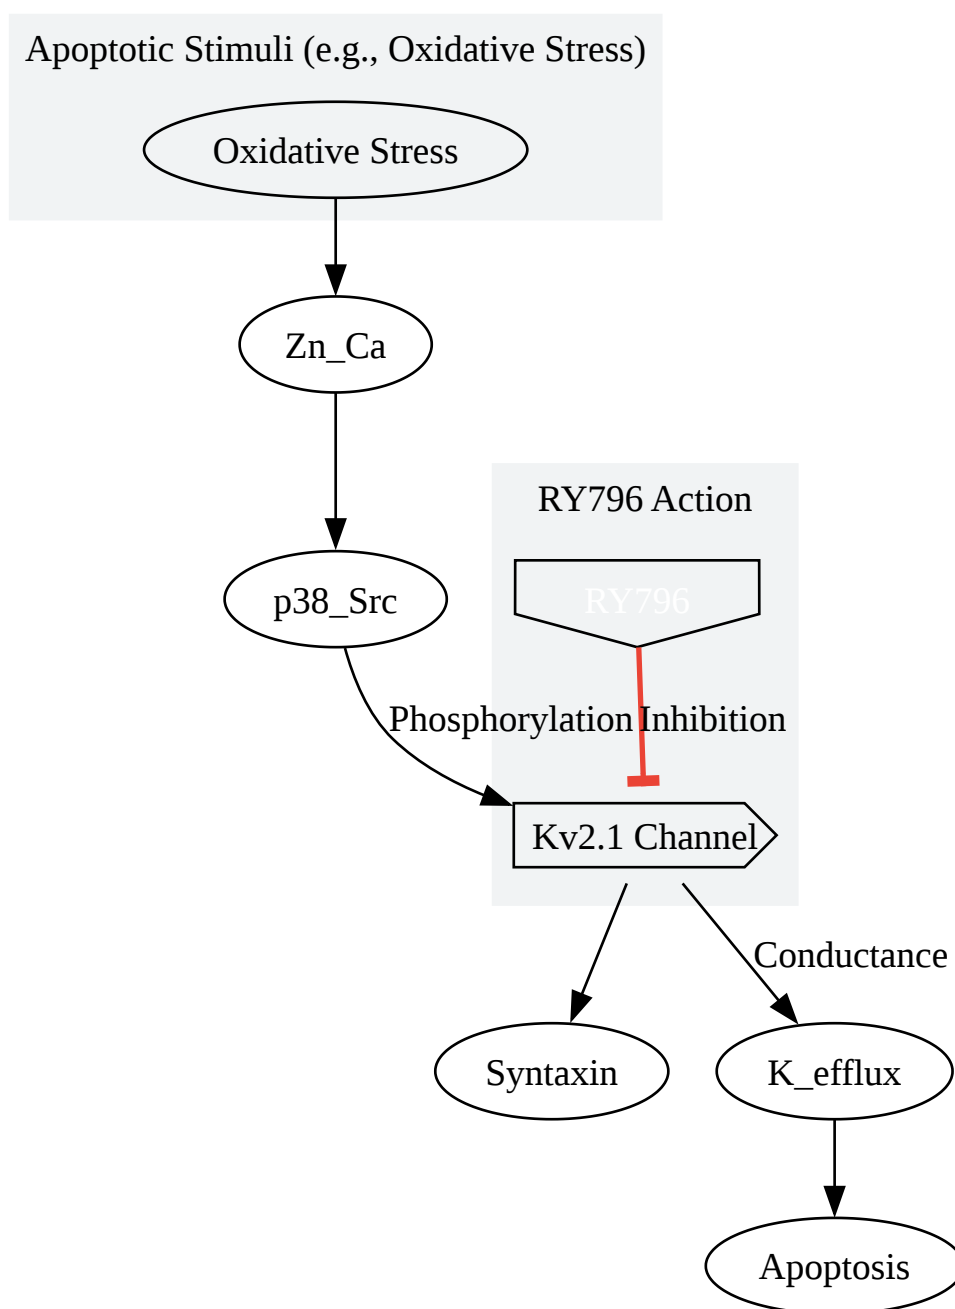 Apoptotic Stimuli (e.g., Oxidative Stress)
Oxidative Stress
Zn_Ca
p38_Src
RY796 Action
RY796
Phosphorylation
Inhibition
Kv2.1 Channel
Conductance
Syntaxin
K_efflux
Apoptosis